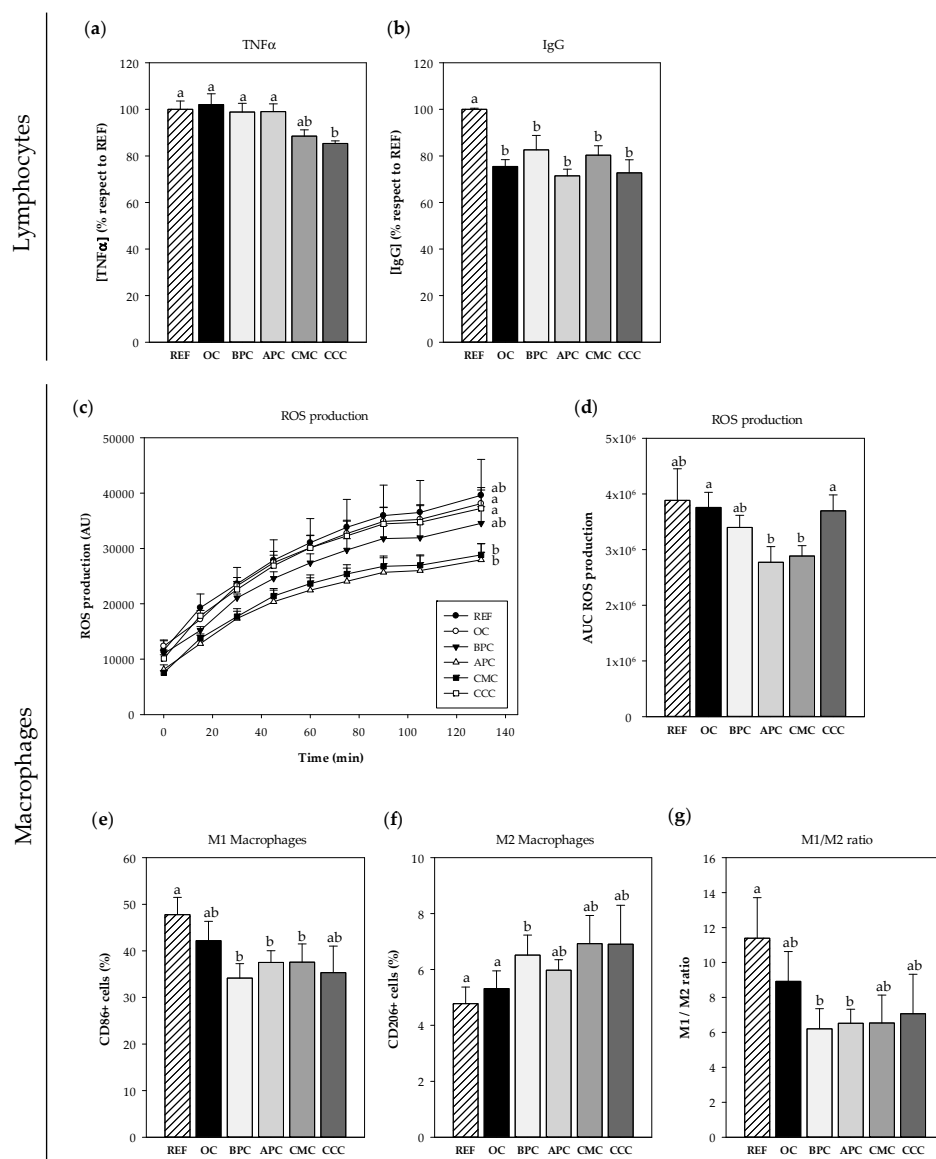 Lymphocytes
(a)
TNFα
[TNFα] (% respect to REF)
120
100
80
60
40
20
0
a
a
a
a
ab
b
REF OC BPC APC CMC CCC
(b)
IgG
[IgG] (% respect to REF)
120
100
80
60
40
20
0
a
b
b
b
b
b
REF OC BPC APC CMC CCC
Macrophages
(c)
ROS production
ROS production (AU)
50000
40000
30000
20000
10000
0
ab
a
a
ab
b
b
REF
OC
BPC
APC
CMC
CCC
0 20 40 60 80 100 120 140
Time (min)
(d)
ROS production
AUC ROS production
5x10⁶
4x10⁶
3x10⁶
2x10⁶
1x10⁶
0
ab
a
ab
b
b
a
REF OC BPC APC CMC CCC
(e)
M1 Macrophages
CD86+ cells (%)
60
50
40
30
20
10
0
a
ab
b
b
b
ab
REF OC BPC APC CMC CCC
(f)
M2 Macrophages
CD206+ cells (%)
10
8
6
4
2
0
a
a
b
ab
ab
ab
REF OC BPC APC CMC CCC
(g)
M1/M2 ratio
M1/ M2 ratio
16
14
12
10
8
6
4
2
0
a
ab
b
b
ab
ab
REF OC BPC APC CMC CCC